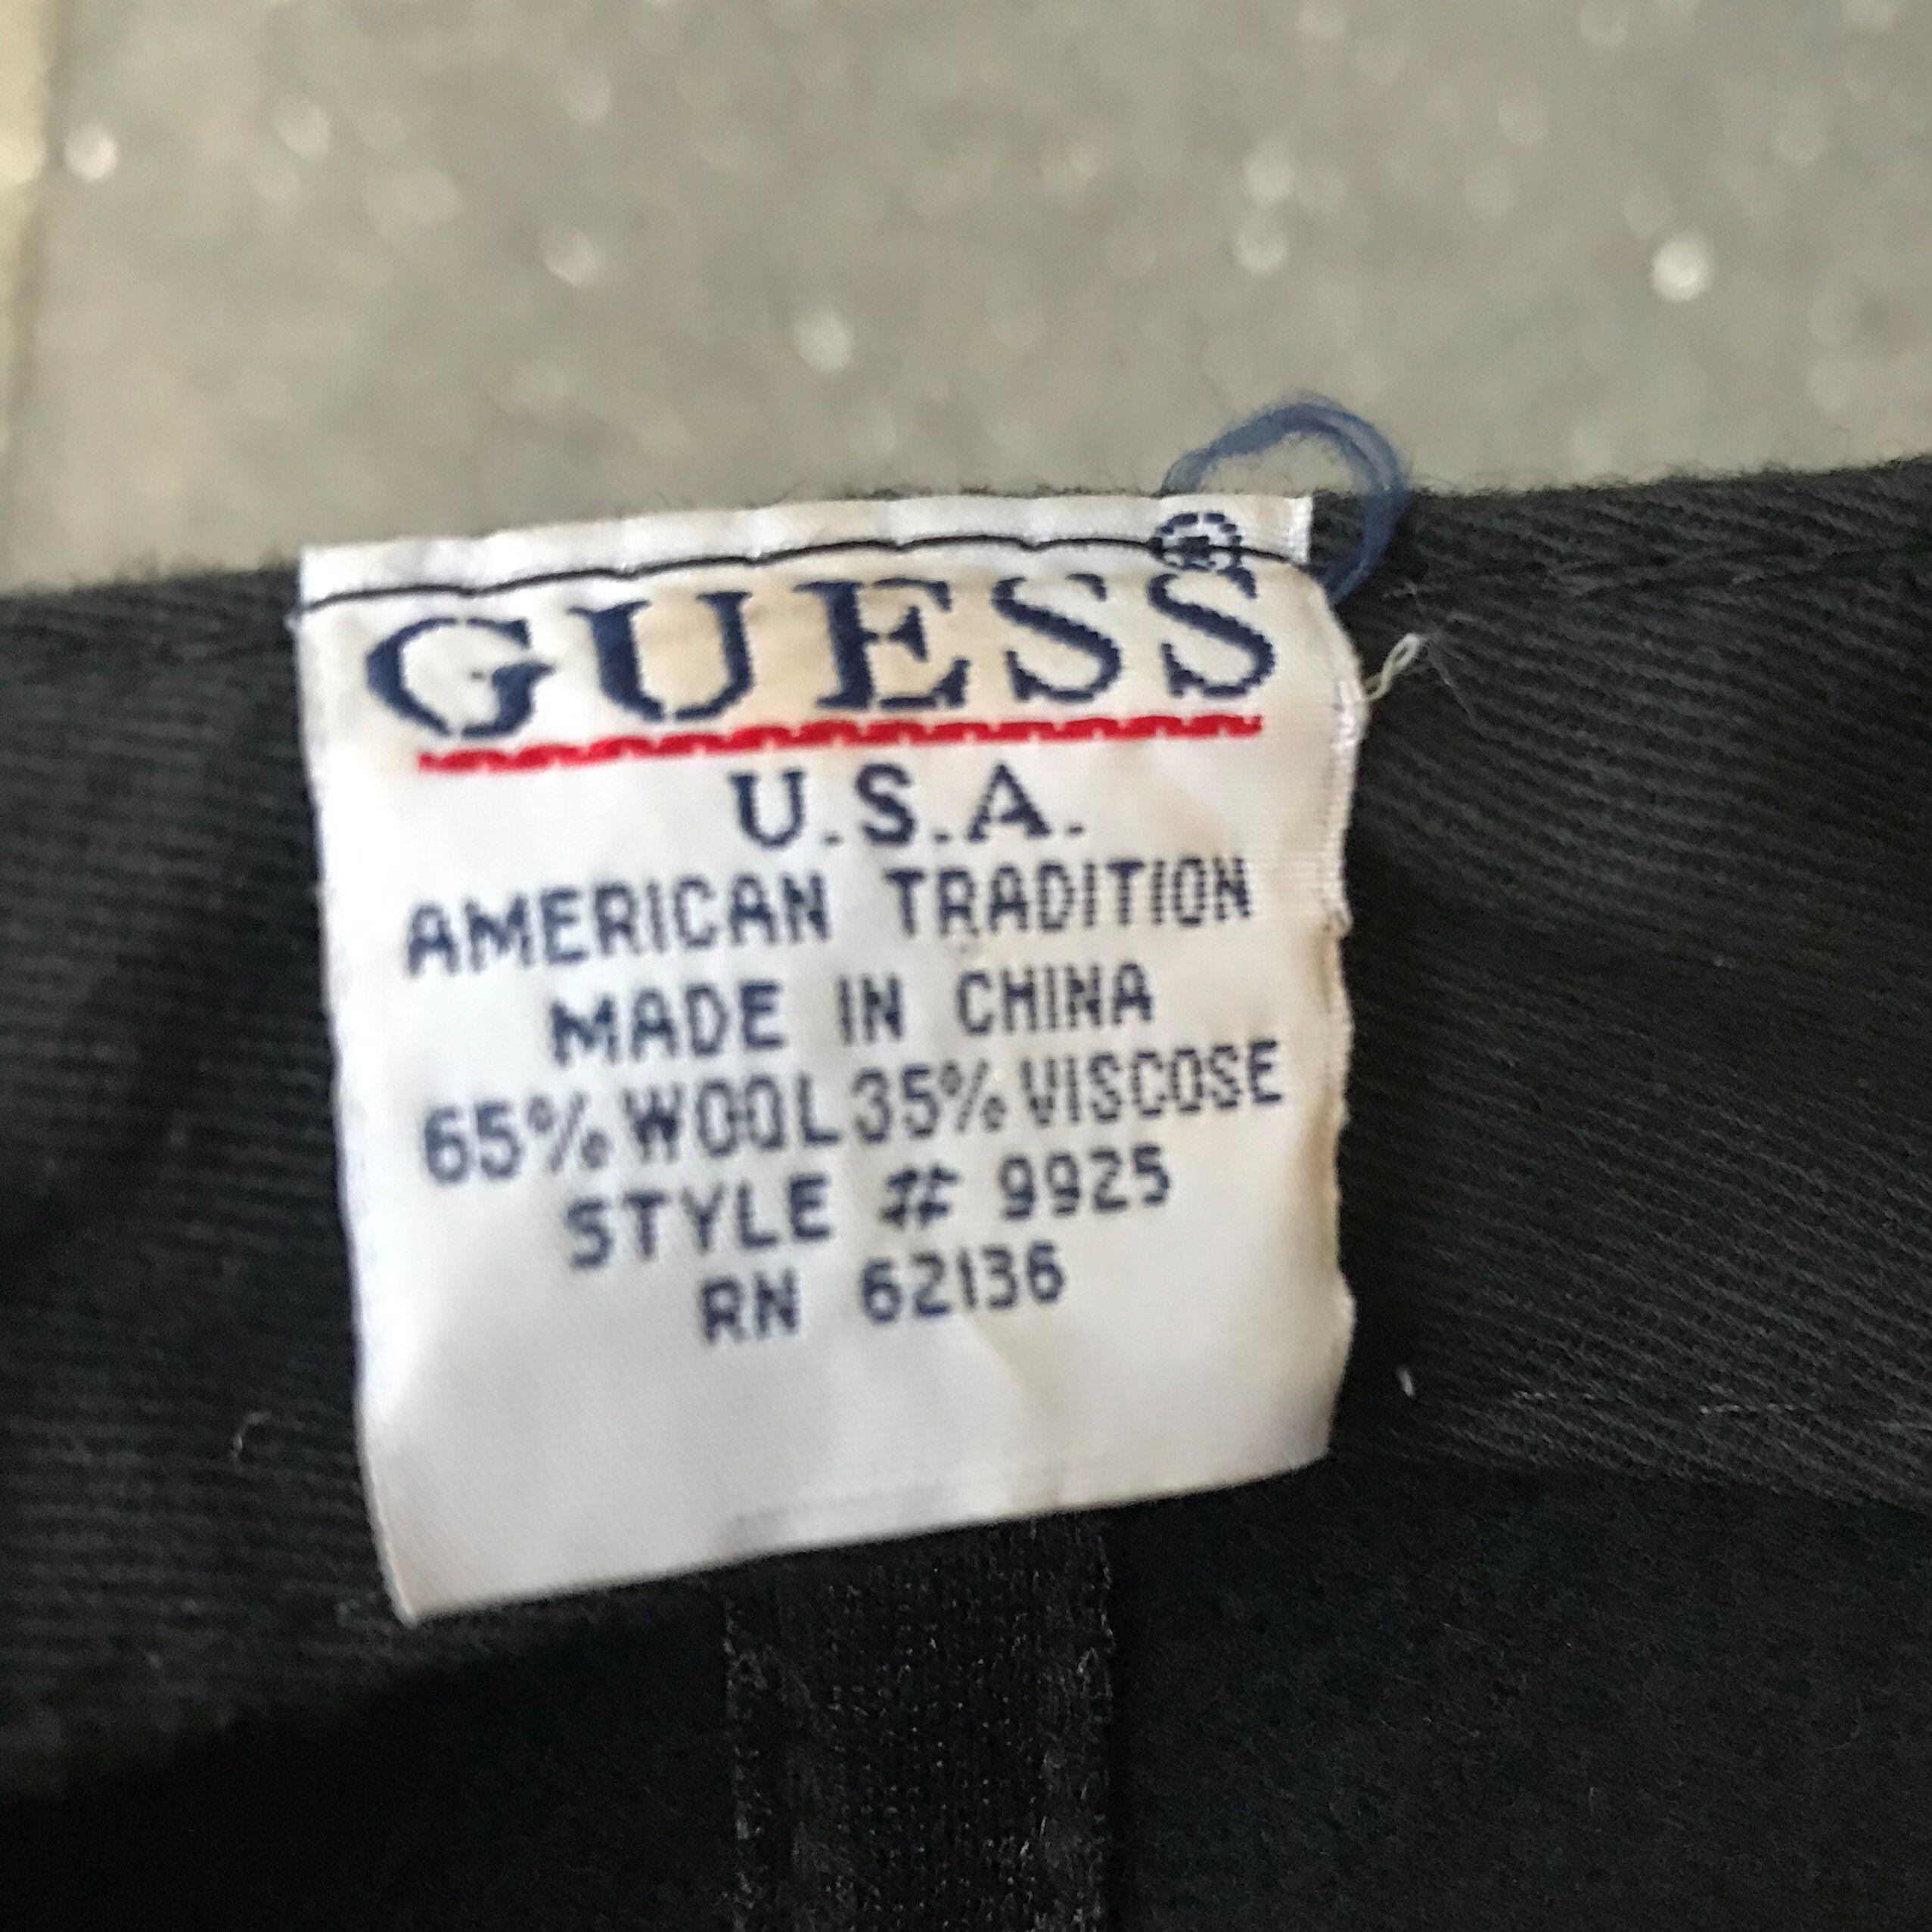 GUESS®
U.S.A.
AMERICAN TRADITION
MADE IN CHINA
65% WOOL 35% VISCOSE
STYLE # 9925
RN 62136